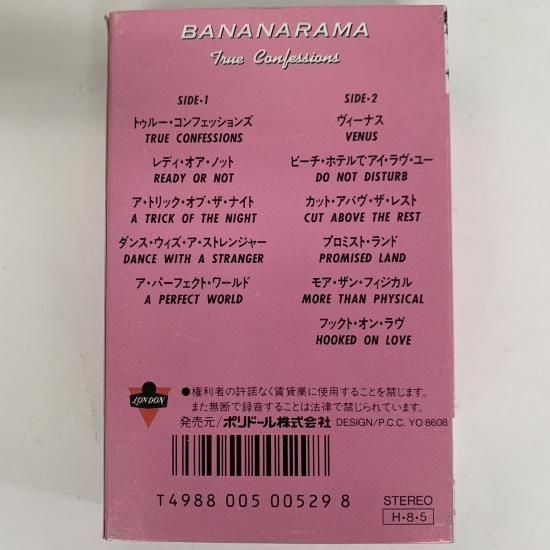 BANANARAMA
True Confessions
SIDE・1
トゥルー・コンフェッションズ
TRUE CONFESSIONS
レディ・オア・ノット
READY OR NOT
ア・トリック・オブ・ザ・ナイト
A TRICK OF THE NIGHT
ダンス・ウィズ・ア・ストレンジャー
DANCE WITH A STRANGER
ア・パーフェクト・ワールド
A PERFECT WORLD
SIDE・2
ヴィーナス
VENUS
ビーチ・ホテルでアイ・ラヴ・ユー
DO NOT DISTURB
カット・アバヴ・ザ・レスト
CUT ABOVE THE REST
プロミスト・ランド
PROMISED LAND
モア・ザン・フィジカル
MORE THAN PHYSICAL
フックト・オン・ラヴ
HOOKED ON LOVE
LONDON
●権利者の許諾なく賃貸業に使用することを禁じます。
また無断で録音することは法律で禁じられています。
発売元/ポリドール株式会社 DESIGN/P.C.C. YO 8608
T4988 005 00529 8
STEREO
H・8・5